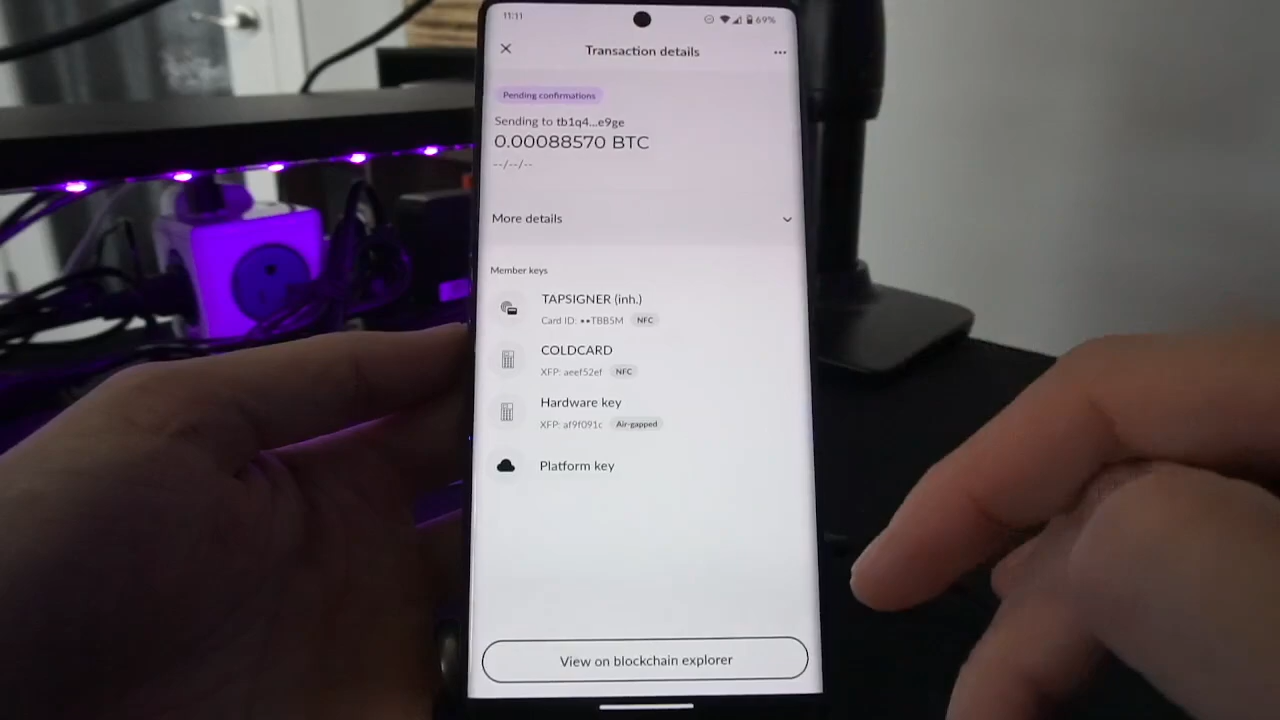 11:11
69%
Transaction details
Pending confirmations
Sending to tb1q4...e9ge
0.00088570 BTC
--/--/--
More details
Member keys
TAPSIGNER (inh.)
Card ID: ••TBB5M NFC
COLDCARD
XFP: aeef52ef NFC
Hardware key
XFP: af9f091c Air-gapped
Platform key
View on blockchain explorer